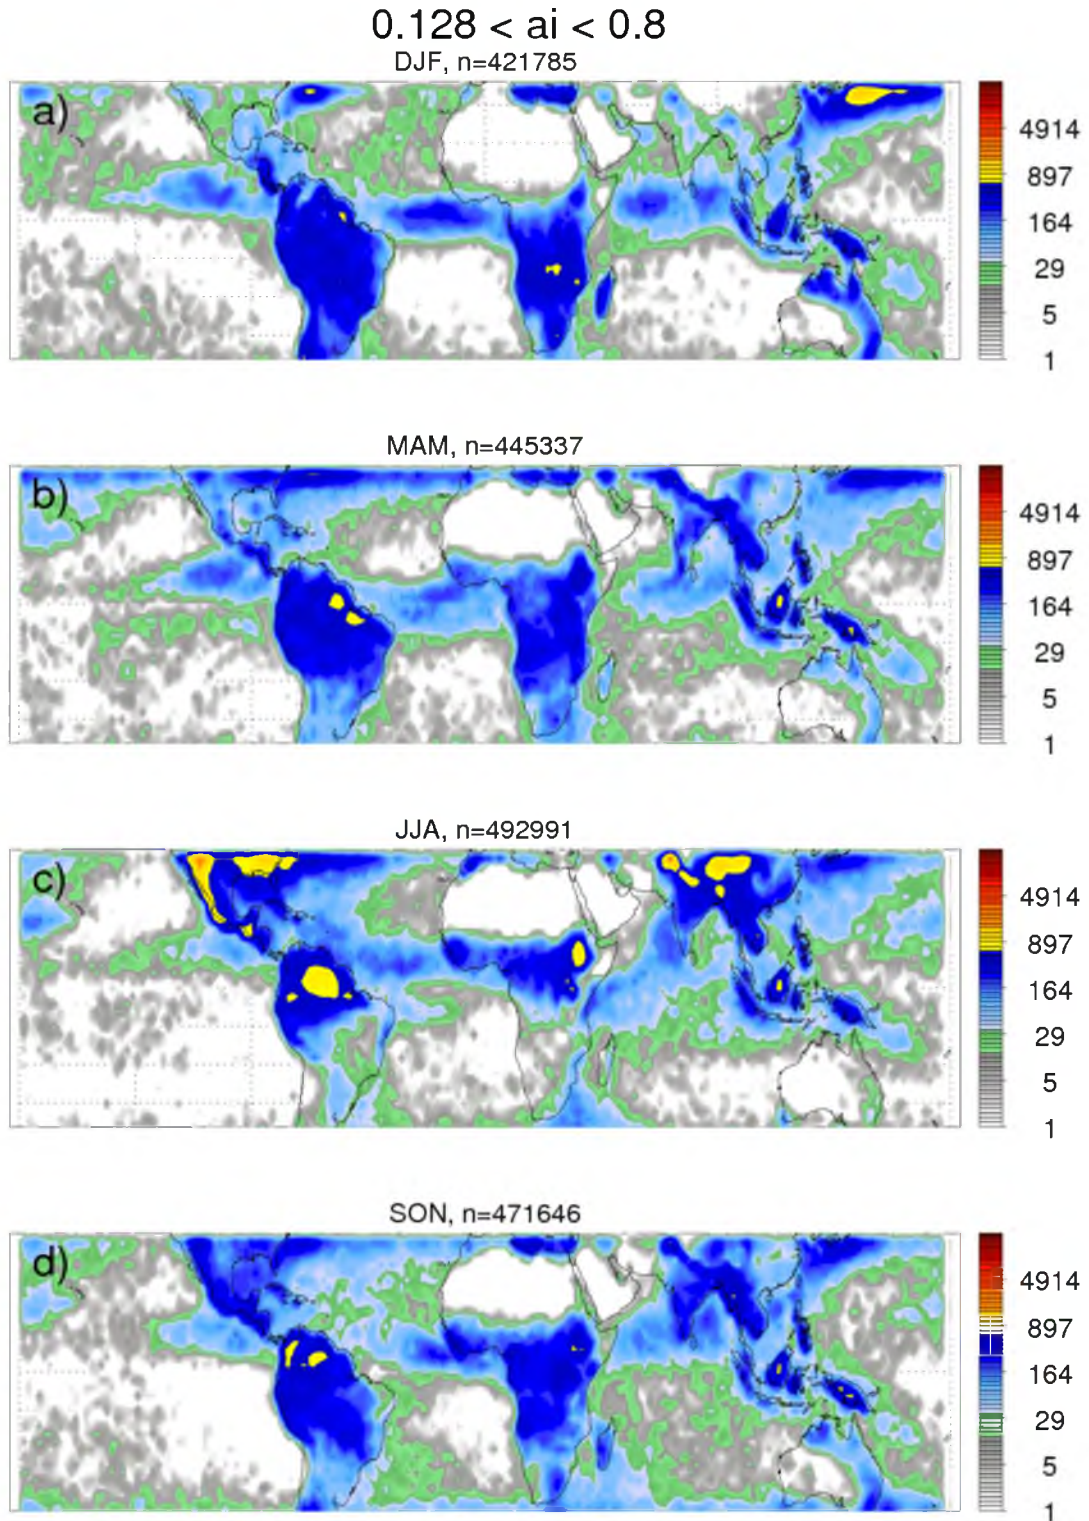 0.128 < ai < 0.8
DJF, n=421785
a)
4914
897
164
29
5
1
MAM, n=445337
b)
4914
897
164
29
5
1
JJA, n=492991
c)
4914
897
164
29
5
1
SON, n=471646
d)
4914
897
164
29
5
1